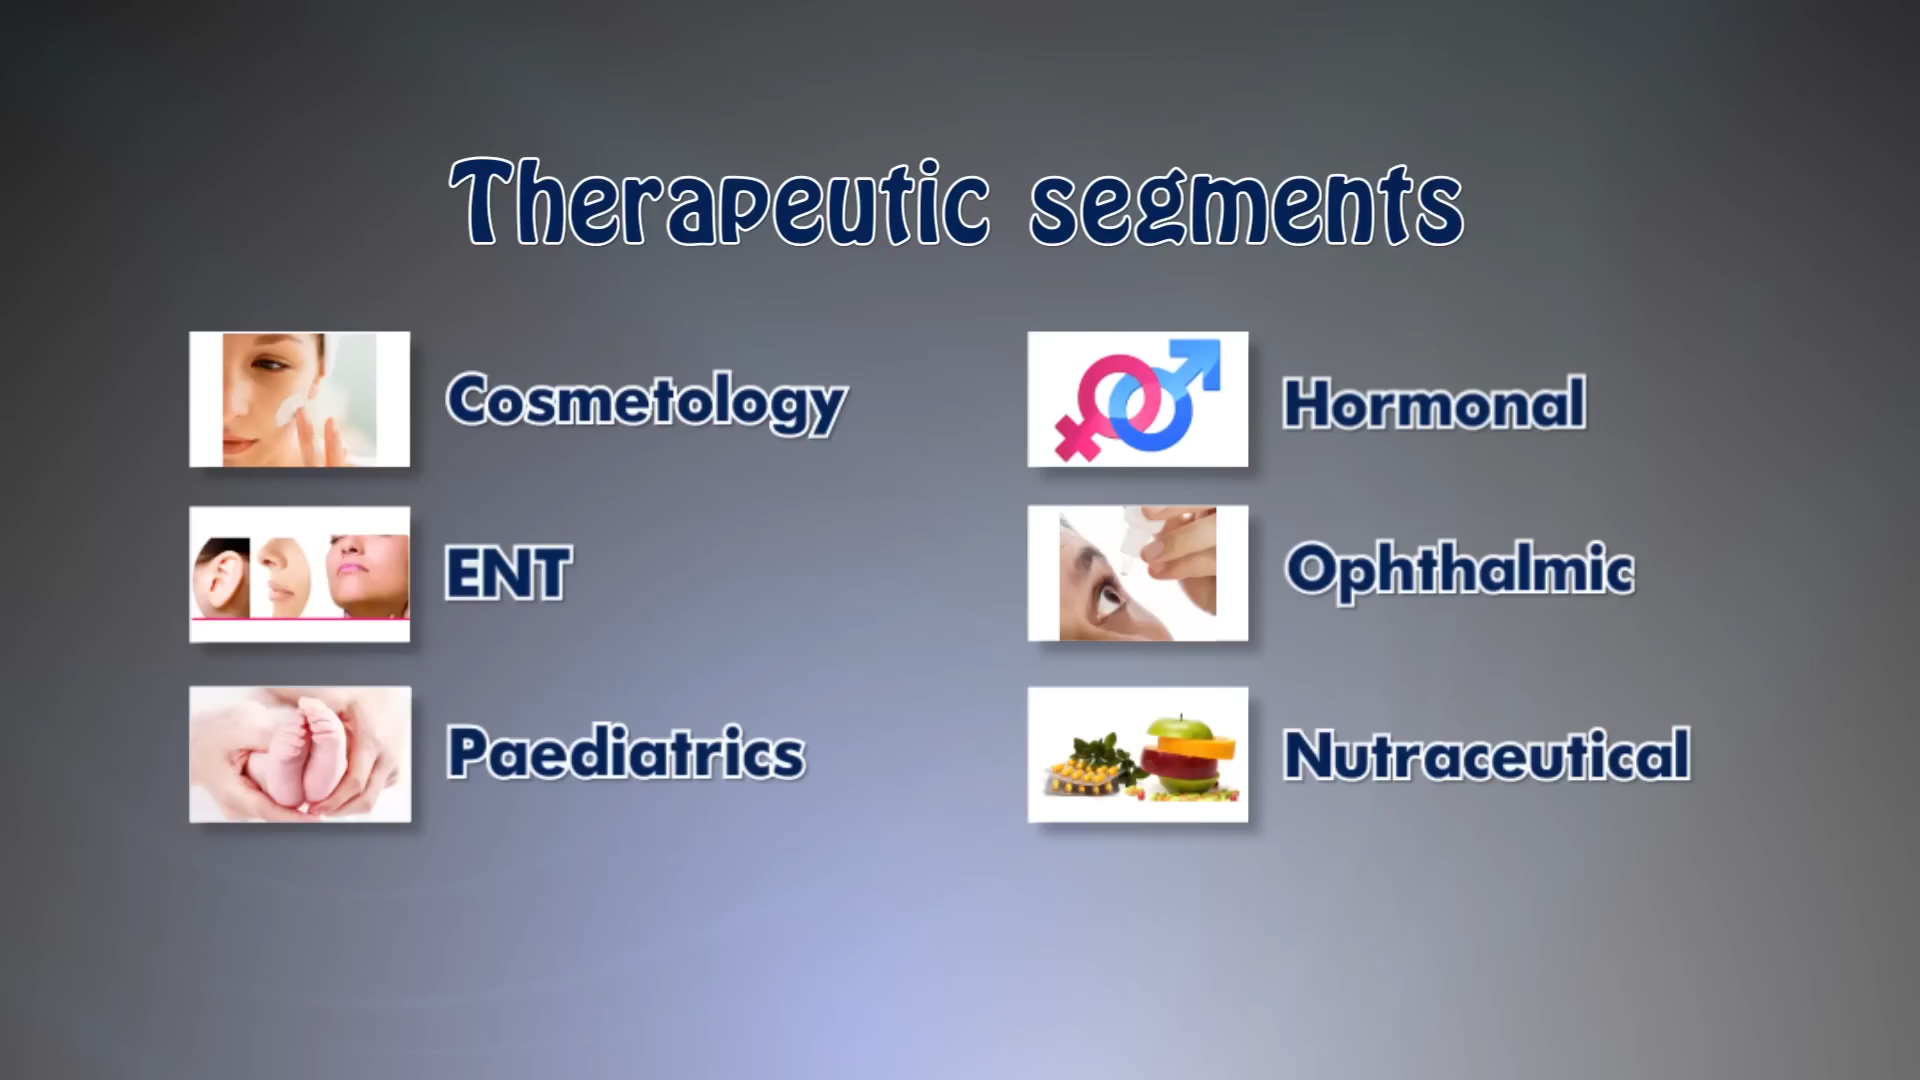 Therapeutic segments
Cosmetology
Hormonal
ENT
Ophthalmic
Paediatrics
Nutraceutical